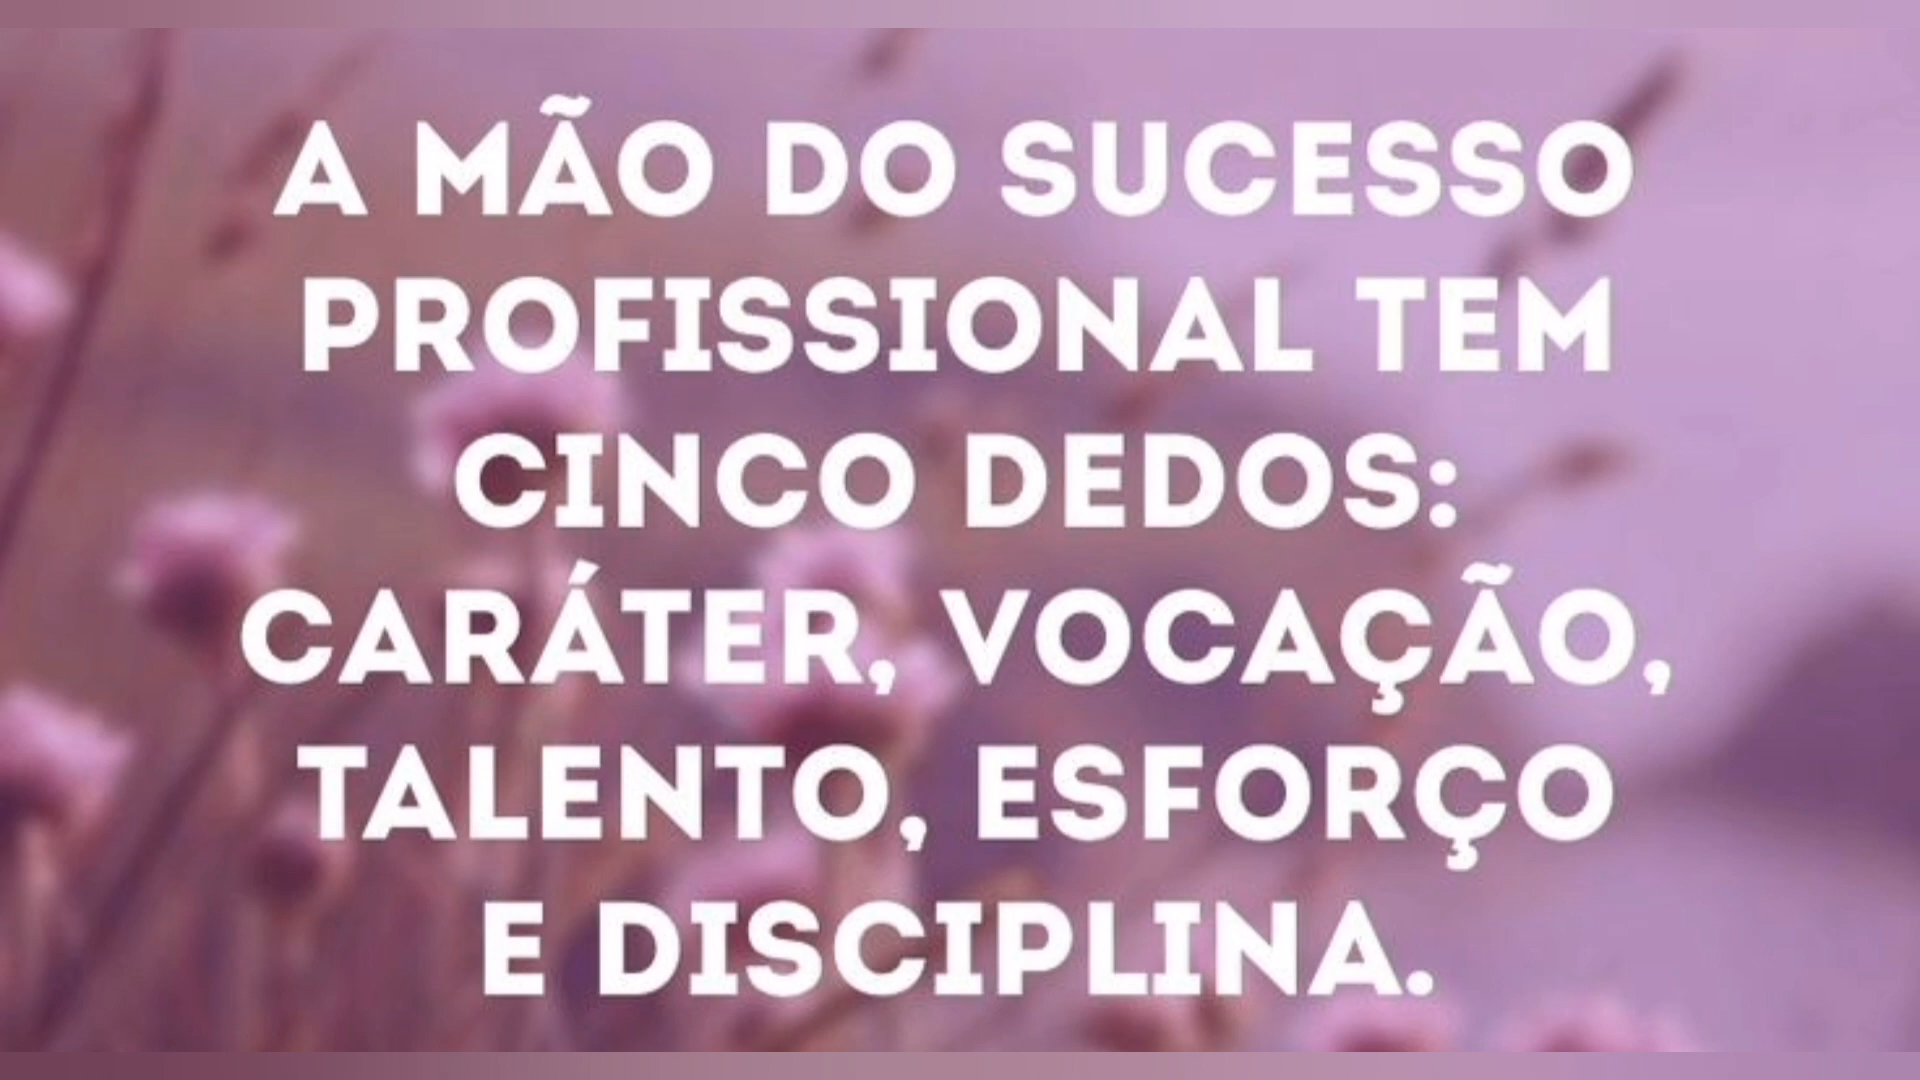 A MÃO DO SUCESSO
PROFISSIONAL TEM
CINCO DEDOS:
CARÁTER, VOCAÇÃO,
TALENTO, ESFORÇO
E DISCIPLINA.